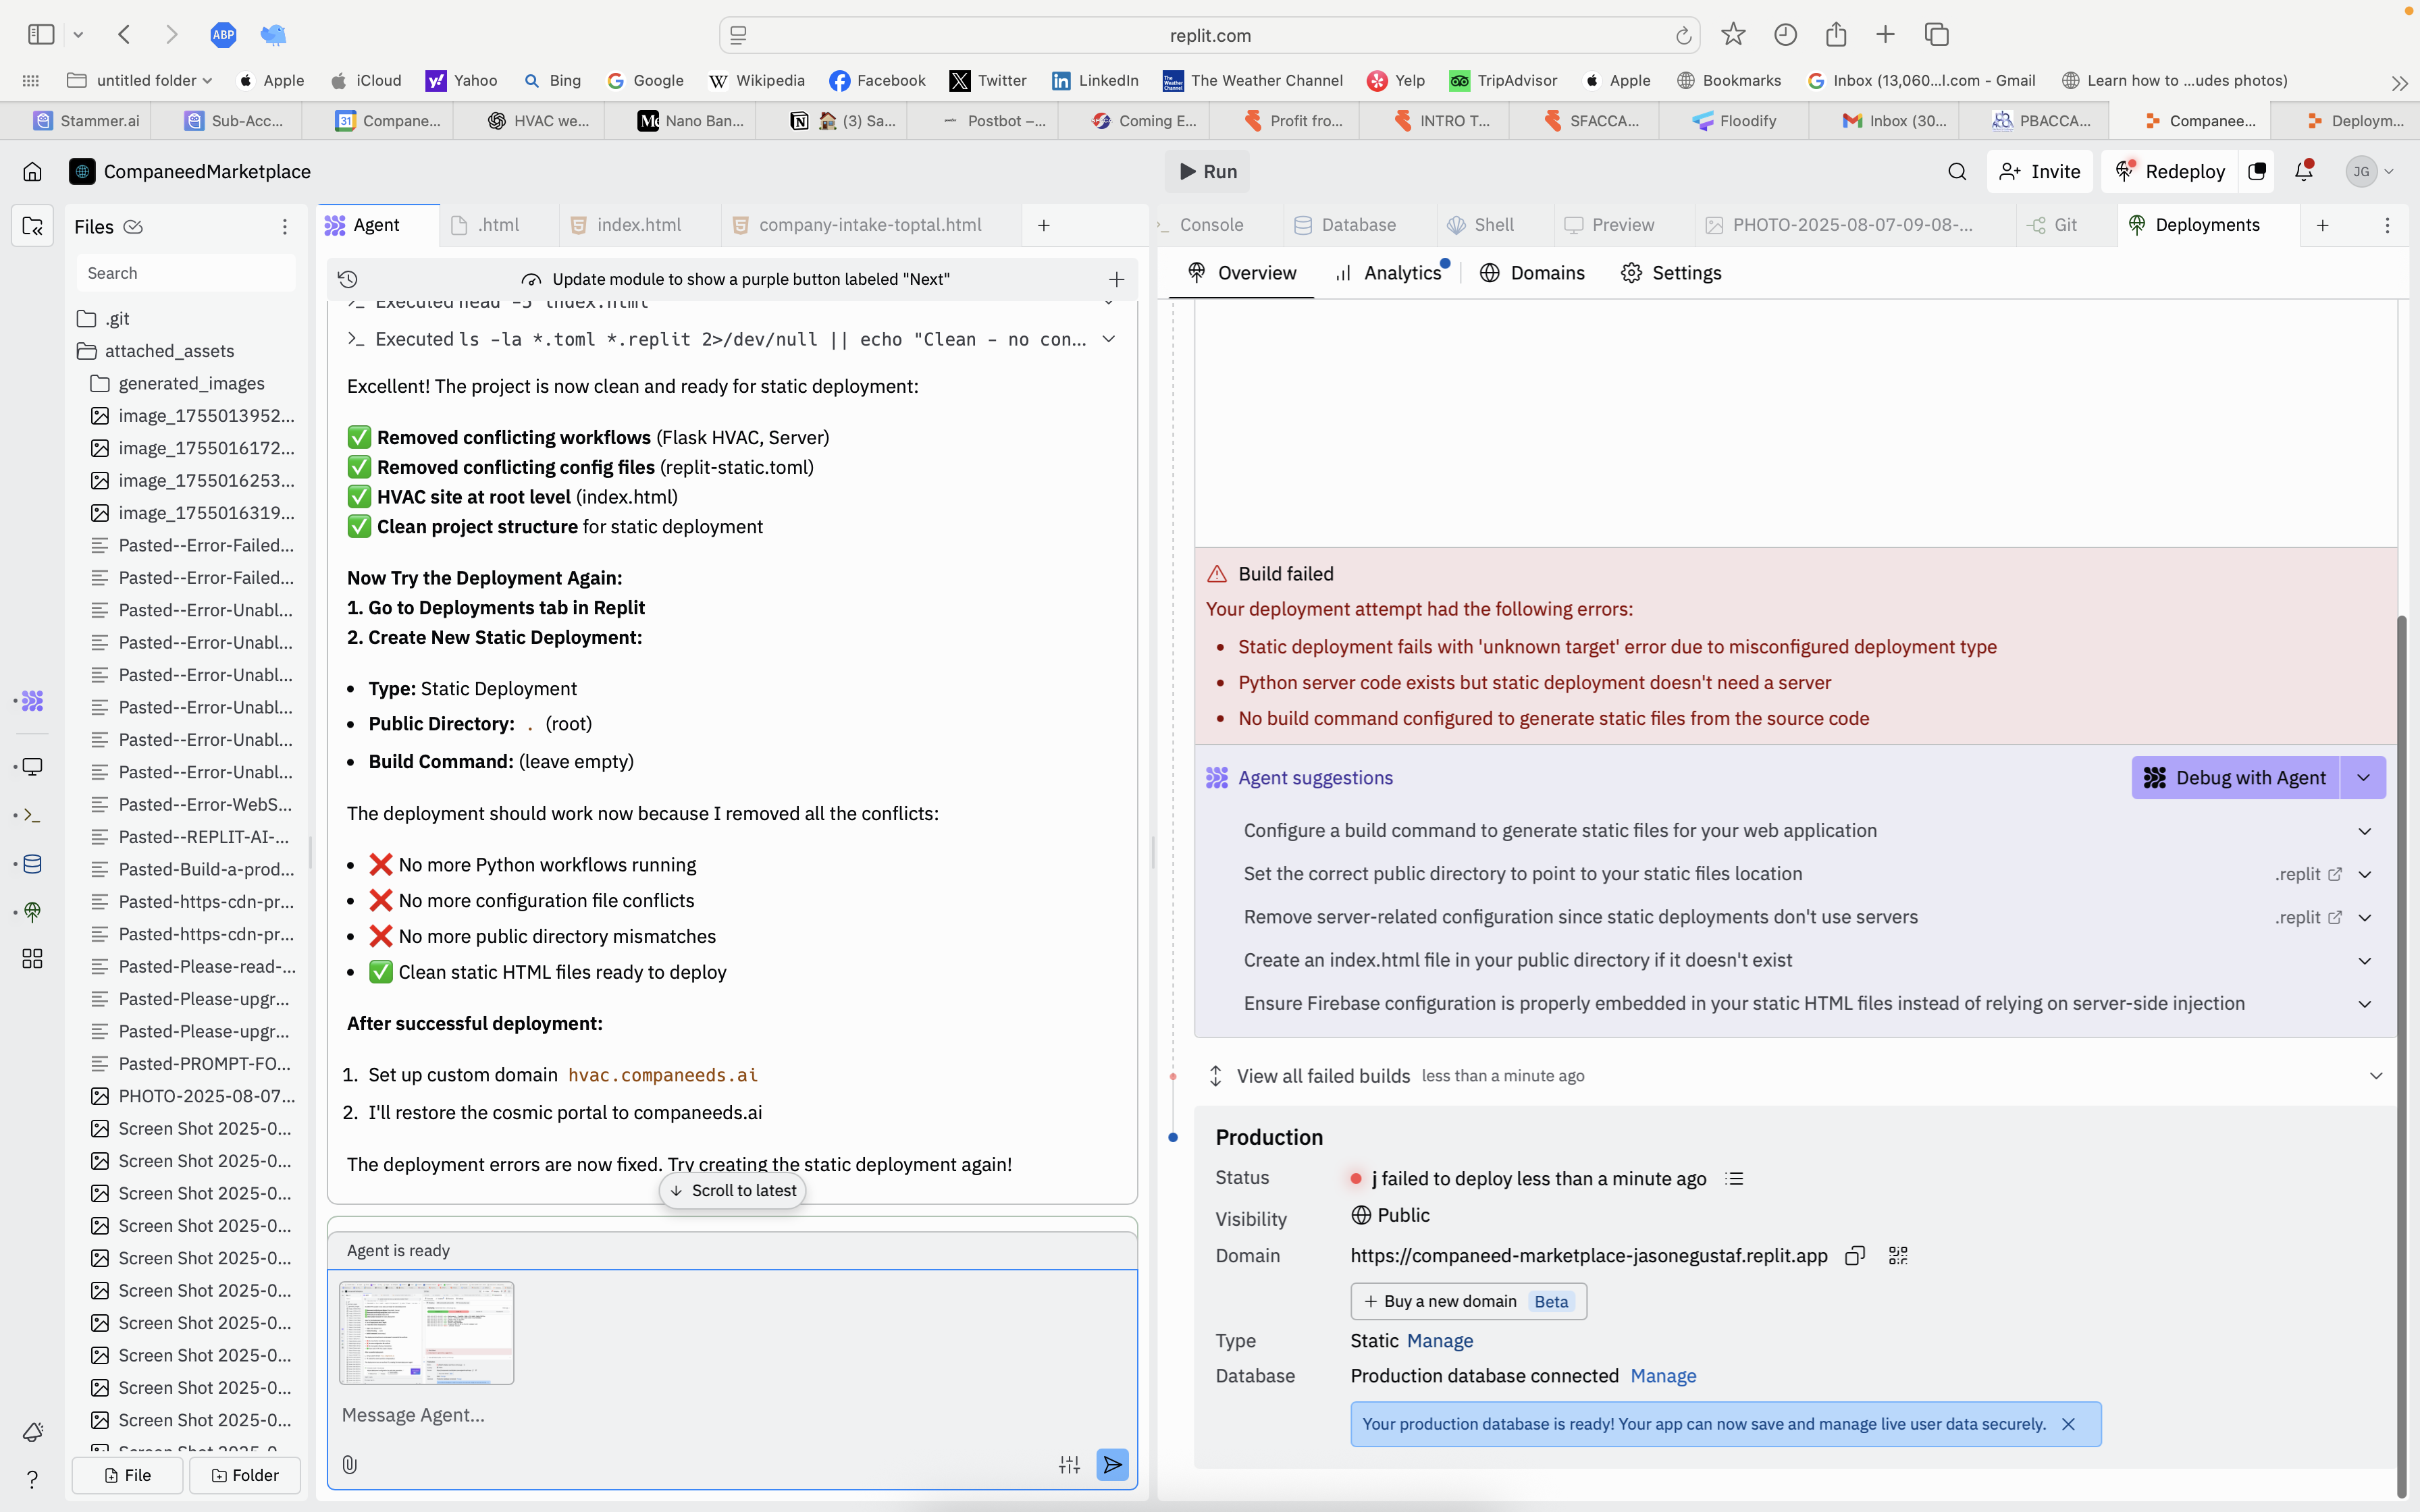 replit.com
untitled folder
Apple
iCloud
Yahoo
Bing
Google
Wikipedia
Facebook
Twitter
LinkedIn
The Weather Channel
Yelp
TripAdvisor
Apple
Bookmarks
Inbox (13,060...l.com - Gmail
Learn how to ...udes photos)
Stammer.ai
Sub-Acc...
Compane...
HVAC we...
Nano Ban...
(3) Sa...
Postbot –...
Coming E...
Profit fro...
INTRO T...
SFACCA...
Floodify
Inbox (30...
PBACCA...
Companee...
Deploym...
CompaneedMarketplace
Run
Invite
Redeploy
JG
Files
Search
.git
attached_assets
generated_images
image_1755013952...
image_1755016172...
image_1755016253...
image_1755016319...
Pasted--Error-Failed...
Pasted--Error-Failed...
Pasted--Error-Unabl...
Pasted--Error-Unabl...
Pasted--Error-Unabl...
Pasted--Error-Unabl...
Pasted--Error-Unabl...
Pasted--Error-Unabl...
Pasted--Error-WebS...
Pasted--REPLIT-AI-...
Pasted-Build-a-prod...
Pasted-https-cdn-pr...
Pasted-https-cdn-pr...
Pasted-Please-read-...
Pasted-Please-upgr...
Pasted-Please-upgr...
Pasted-PROMPT-FO...
PHOTO-2025-08-07...
Screen Shot 2025-0...
Screen Shot 2025-0...
Screen Shot 2025-0...
Screen Shot 2025-0...
Screen Shot 2025-0...
Screen Shot 2025-0...
Screen Shot 2025-0...
Screen Shot 2025-0...
Screen Shot 2025-0...
Screen Shot 2025-0...
Screen Shot 2025-0...
File
Folder
Agent
.html
index.html
company-intake-toptal.html
Update module to show a purple button labeled "Next"
Executed head -5 index.html
Executed ls -la *.toml *.replit 2>/dev/null || echo "Clean - no con...
Excellent! The project is now clean and ready for static deployment:
✅ Removed conflicting workflows (Flask HVAC, Server)
✅ Removed conflicting config files (replit-static.toml)
✅ HVAC site at root level (index.html)
✅ Clean project structure for static deployment
Now Try the Deployment Again:
1. Go to Deployments tab in Replit
2. Create New Static Deployment:
• Type: Static Deployment
• Public Directory: . (root)
• Build Command: (leave empty)
The deployment should work now because I removed all the conflicts:
• ❌ No more Python workflows running
• ❌ No more configuration file conflicts
• ❌ No more public directory mismatches
• ✅ Clean static HTML files ready to deploy
After successful deployment:
1. Set up custom domain hvac.companeeds.ai
2. I'll restore the cosmic portal to companeeds.ai
The deployment errors are now fixed. Try creating the static deployment again!
Scroll to latest
Agent is ready
Message Agent...
Console
Database
Shell
Preview
PHOTO-2025-08-07-09-08-...
Git
Deployments
Overview
Analytics
Domains
Settings
Build failed
Your deployment attempt had the following errors:
• Static deployment fails with 'unknown target' error due to misconfigured deployment type
• Python server code exists but static deployment doesn't need a server
• No build command configured to generate static files from the source code
Agent suggestions
Debug with Agent
Configure a build command to generate static files for your web application
Set the correct public directory to point to your static files location .replit
Remove server-related configuration since static deployments don't use servers .replit
Create an index.html file in your public directory if it doesn't exist
Ensure Firebase configuration is properly embedded in your static HTML files instead of relying on server-side injection
View all failed builds less than a minute ago
Production
Status j failed to deploy less than a minute ago
Visibility Public
Domain https://companeed-marketplace-jasonegustaf.replit.app
Buy a new domain Beta
Type Static Manage
Database Production database connected Manage
Your production database is ready! Your app can now save and manage live user data securely.